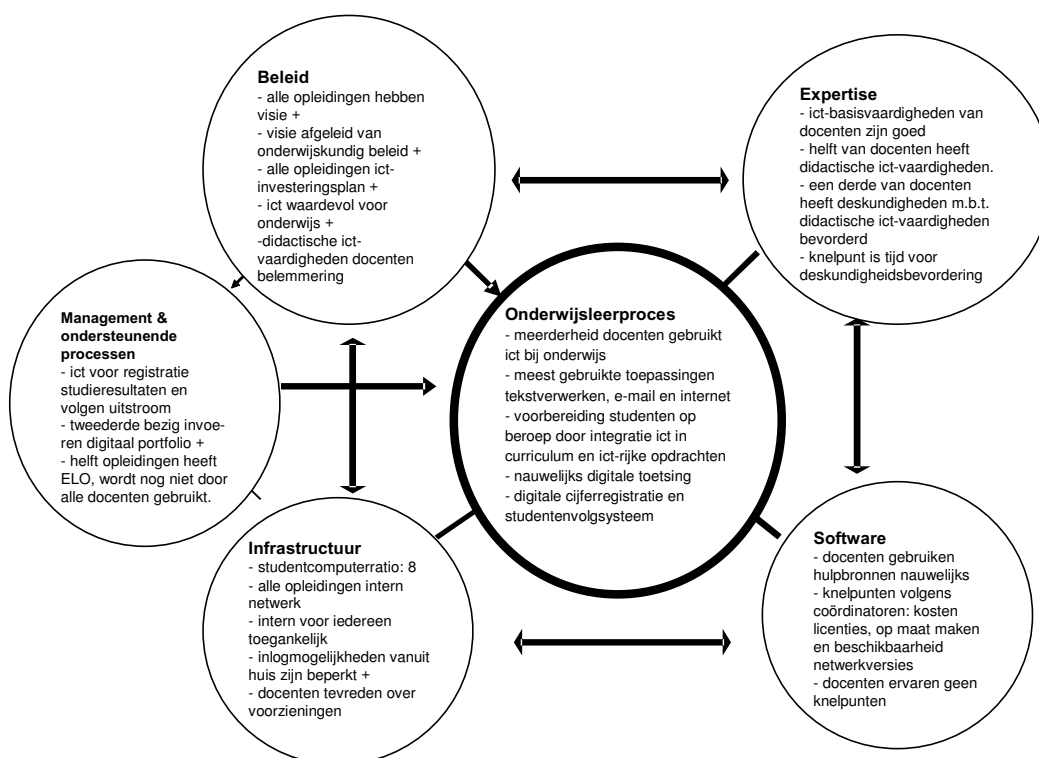 Beleid
- alle opleidingen hebben
visie +
- visie afgeleid van
onderwijskundig beleid +
- alle opleidingen ict-
investeringsplan +
- ict waardevol voor
onderwijs +
-didactische ict-
vaardigheden docenten
belemmering
Expertise
- ict-basisvaardigheden van
docenten zijn goed
- helft van docenten heeft
didactische ict-vaardigheden.
- een derde van docenten
heeft deskundigheden m.b.t.
didactische ict-vaardigheden
bevorderd
- knelpunt is tijd voor
deskundigheidsbevordering
Management &
ondersteunende
processen
- ict voor registratie
studieresultaten en
volgen uitstroom
- tweederde bezig invoe-
ren digitaal portfolio +
- helft opleidingen heeft
ELO, wordt nog niet door
alle docenten gebruikt.
Onderwijsleerproces
- meerderheid docenten gebruikt
ict bij onderwijs
- meest gebruikte toepassingen
tekstverwerken, e-mail en internet
- voorbereiding studenten op
beroep door integratie ict in
curriculum en ict-rijke opdrachten
- nauwelijks digitale toetsing
- digitale cijferregistratie en
studentenvolgsysteem
Infrastructuur
- studentcomputerratio: 8
- alle opleidingen intern
netwerk
- intern voor iedereen
toegankelijk
- inlogmogelijkheden vanuit
huis zijn beperkt +
- docenten tevreden over
voorzieningen
Software
- docenten gebruiken
hulpbronnen nauwelijks
- knelpunten volgens
coördinatoren: kosten
licenties, op maat maken
en beschikbaarheid
netwerkversies
- docenten ervaren geen
knelpunten